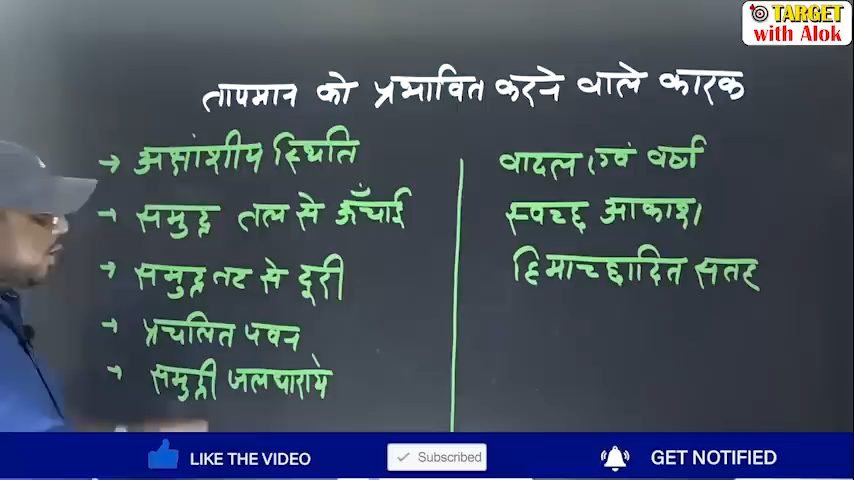 TARGET
with Alok
तापमान को प्रभावित करने वाले कारक
→ अक्षांशीय स्थिति
→ समुद्र तल से ऊँचाई
→ समुद्र तट से दूरी
→ प्रचलित पवन
→ समुद्री जलधारायें
बादल एवं वर्षा
स्वच्छ आकाश
हिमाच्छादित सतह
LIKE THE VIDEO
Subscribed
GET NOTIFIED